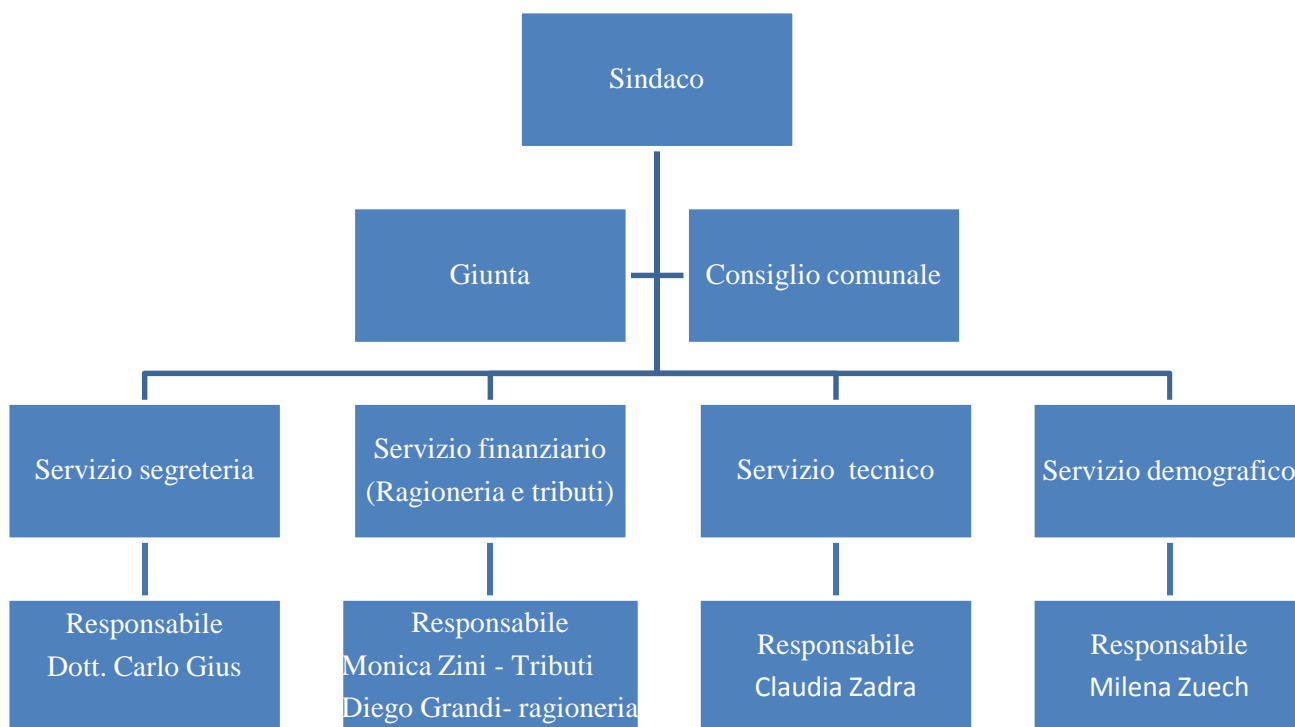 Sindaco
Giunta
Consiglio comunale
Servizio segreteria
Servizio finanziario
(Ragioneria e tributi)
Servizio tecnico
Servizio demografico
Responsabile
Dott. Carlo Gius
Responsabile
Monica Zini - Tributi
Diego Grandi- ragioneria
Responsabile
Claudia Zadra
Responsabile
Milena Zuech